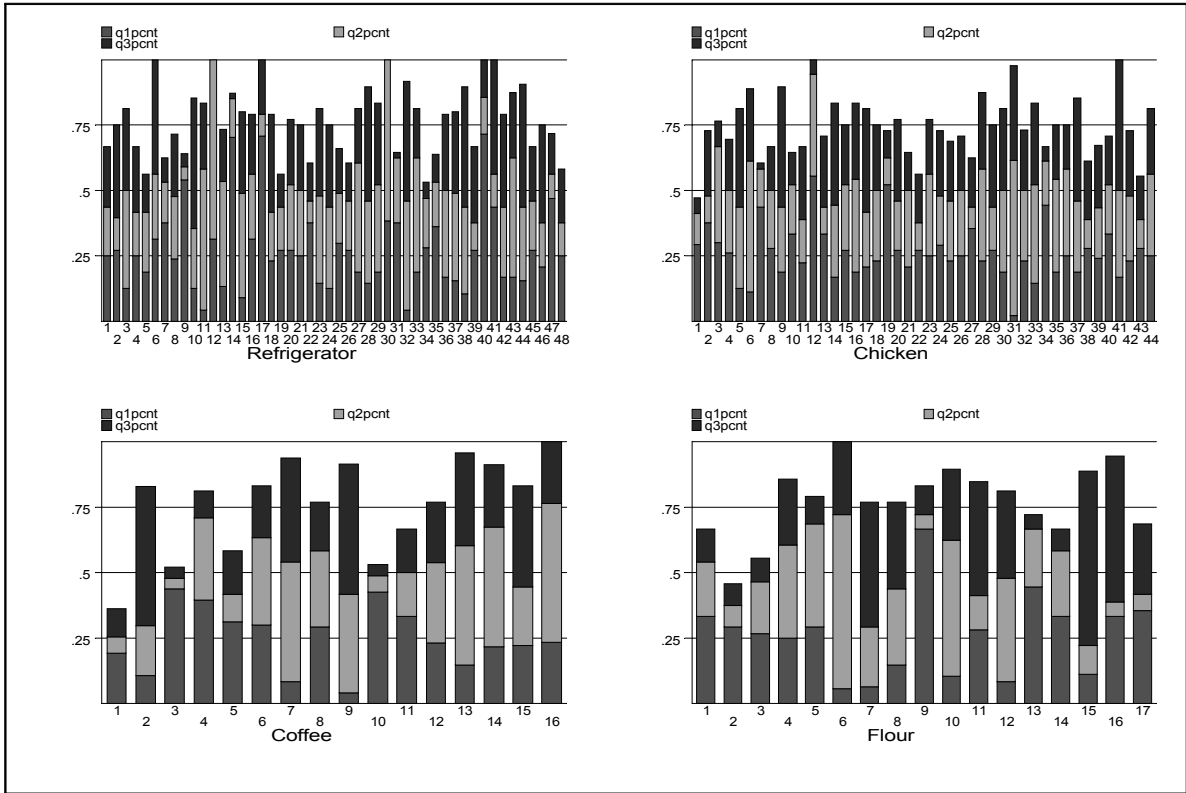 q1pcnt q2pcnt
q3pcnt
.75
.5
.25
1 3 5 7 9 11 13 15 17 19 21 23 25 27 29 31 33 35 37 39 41 43 45 47
2 4 6 8 10 12 14 16 18 20 22 24 26 28 30 32 34 36 38 40 42 44 46 48
Refrigerator
q1pcnt q2pcnt
q3pcnt
.75
.5
.25
1 3 5 7 9 11 13 15 17 19 21 23 25 27 29 31 33 35 37 39 41 43
2 4 6 8 10 12 14 16 18 20 22 24 26 28 30 32 34 36 38 40 42 44
Chicken
q1pcnt q2pcnt
q3pcnt
.75
.5
.25
1 3 5 7 9 11 13 15
2 4 6 8 10 12 14 16
Coffee
q1pcnt q2pcnt
q3pcnt
.75
.5
.25
1 3 5 7 9 11 13 15 17
2 4 6 8 10 12 14 16
Flour